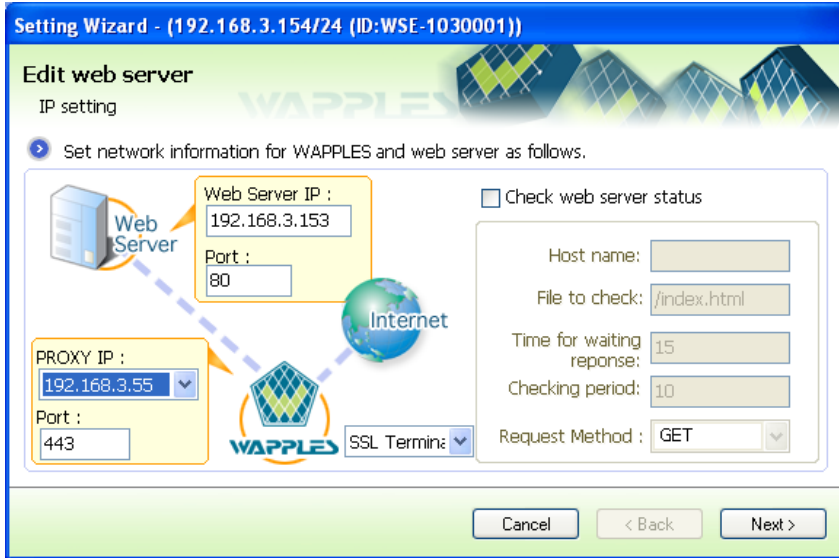 Setting Wizard - (192.168.3.154/24 (ID:WSE-1030001))
Edit web server
IP setting
WAPPLES
Set network information for WAPPLES and web server as follows.
Web Server
Web Server IP :
192.168.3.153
Port :
80
Internet
PROXY IP :
192.168.3.55
Port :
443
WAPPLES
SSL Termina
Check web server status
Host name:
File to check: /index.html
Time for waiting
reponse: 15
Checking period: 10
Request Method : GET
Cancel
< Back
Next >